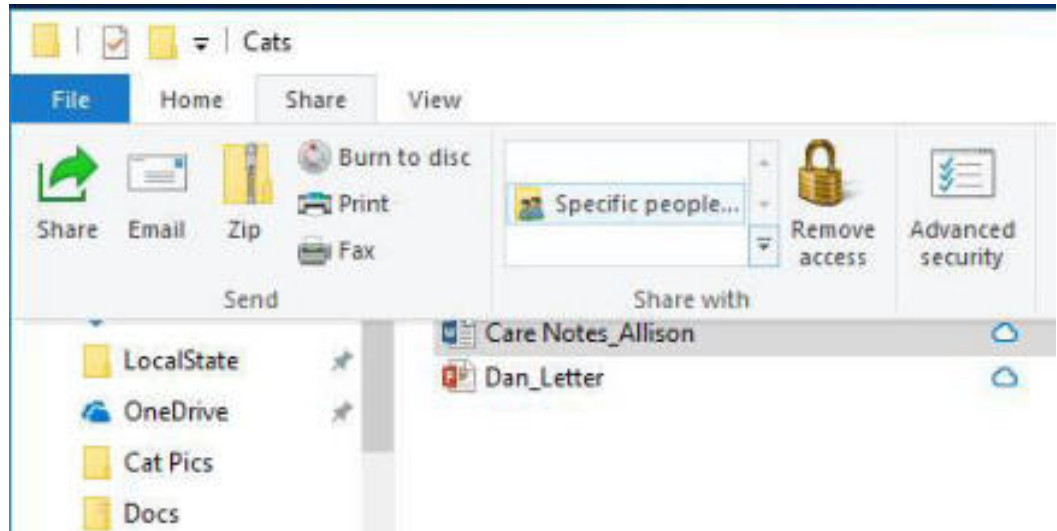 Cats
File Home Share View
Share
Email
Zip
Burn to disc
Print
Fax
Send
Specific people...
Remove
access
Share with
Advanced
security
LocalState
OneDrive
Cat Pics
Docs
Care Notes_Allison
Dan_Letter